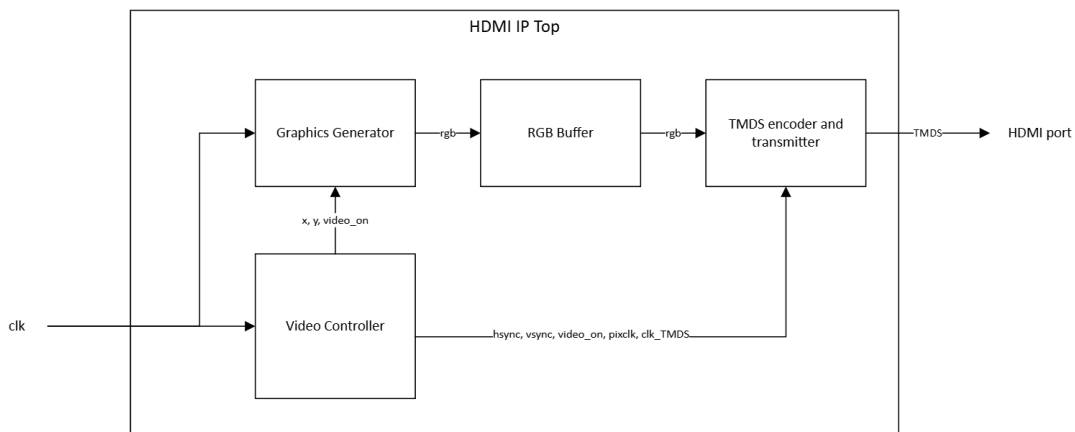 HDMI IP Top
Graphics Generator
rgb
RGB Buffer
rgb
TMDS encoder and
transmitter
TMDS
HDMI port
x, y, video_on
clk
Video Controller
hsync, vsync, video_on, pixclk, clk_TMDS